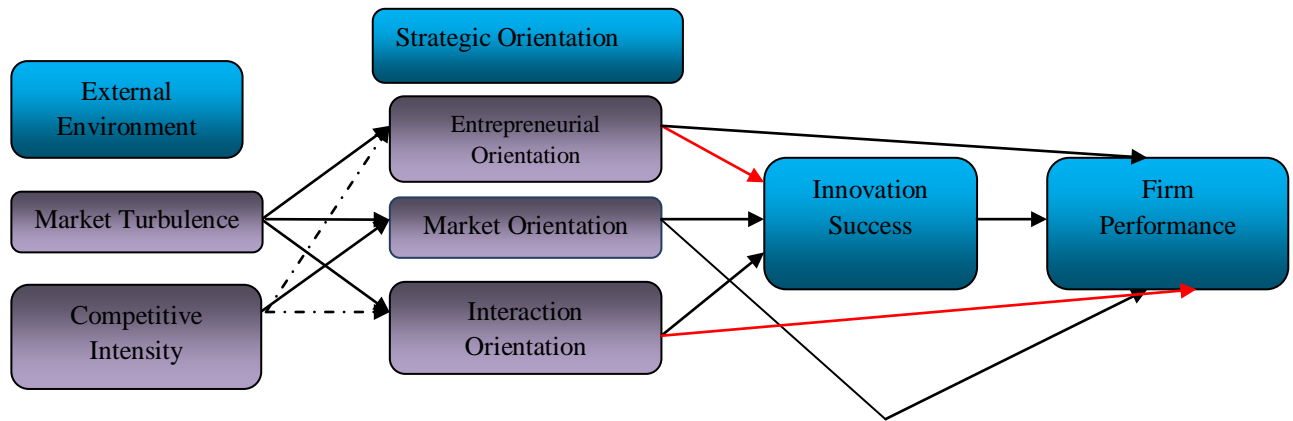 Strategic Orientation
External
Environment
Entrepreneurial
Orientation
Market Turbulence
Market Orientation
Innovation
Success
Firm
Performance
Competitive
Intensity
Interaction
Orientation